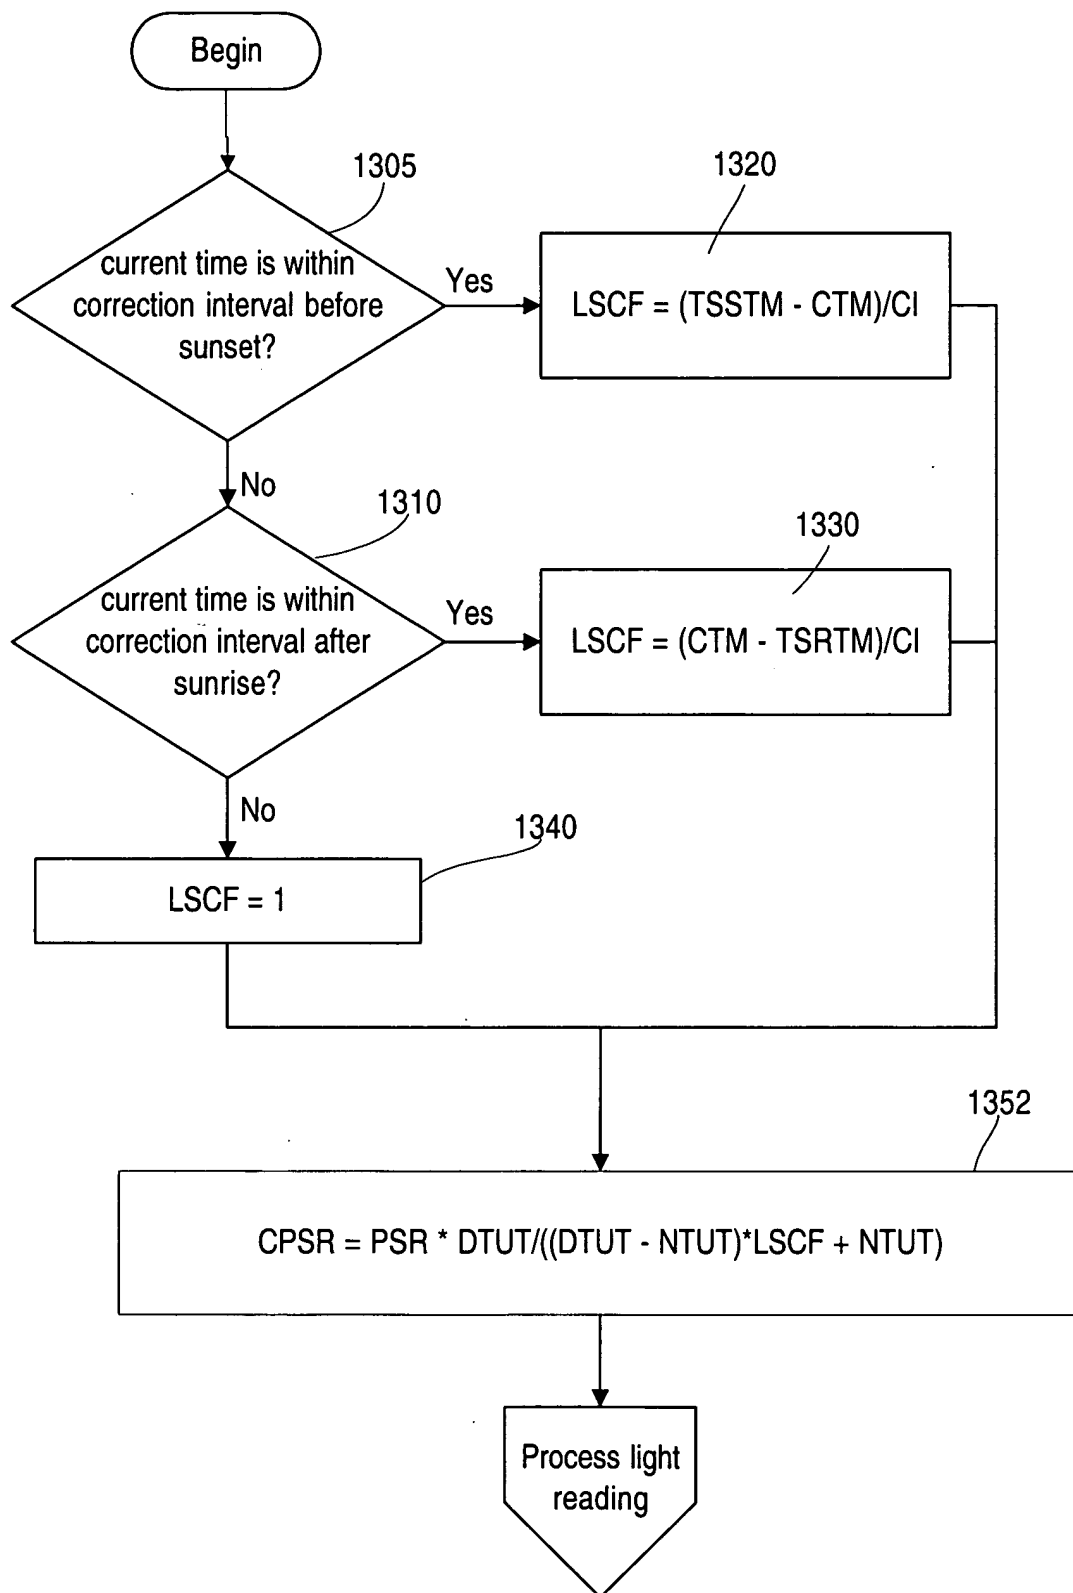 Begin
1305
current time is within
correction interval before
sunset?
Yes
1320
LSCF = (TSSTM - CTM)/CI
No
1310
current time is within
correction interval after
sunrise?
Yes
1330
LSCF = (CTM - TSRTM)/CI
No
1340
LSCF = 1
1352
CPSR = PSR * DTUT/((DTUT - NTUT)*LSCF + NTUT)
Process light
reading